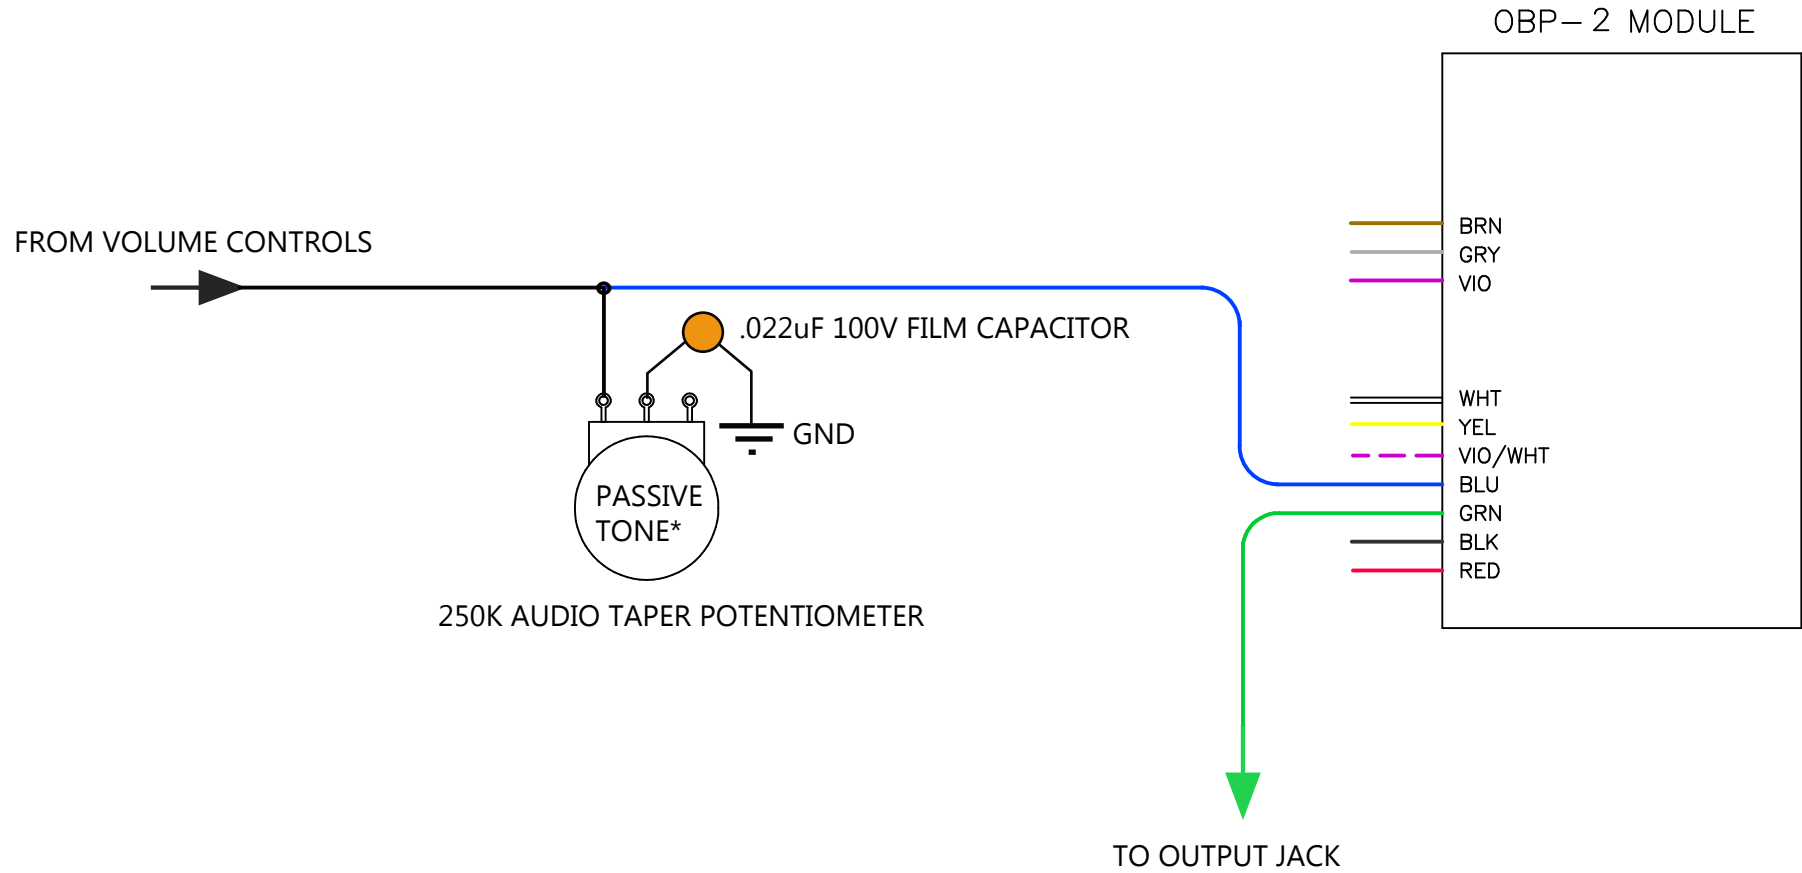 OBP-2 MODULE
BRN
GRY
FROM VOLUME CONTROLS
VIO
.022uF 100V FILM CAPACITOR
WHT
YEL
GND
VIO/WHT
BLU
PASSIVE
TONE*
GRN
BLK
RED
250K AUDIO TAPER POTENTIOMETER
TO OUTPUT JACK